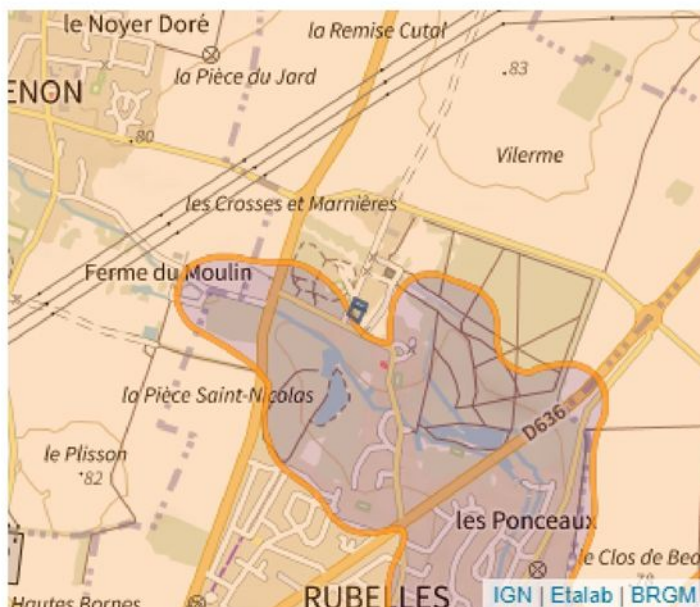 le Noyer Doré
la Remise Cutal
la Pièce du Jard
83
ENON
80
Vilerme
les Crosses et Marnières
Ferme du Moulin
la Pièce Saint-Nicolas
D636
le Plisson
82
les Ponceaux
le Clos de Bea
Hautes Bornes
RUBELLES
IGN | Etalab | BRGM